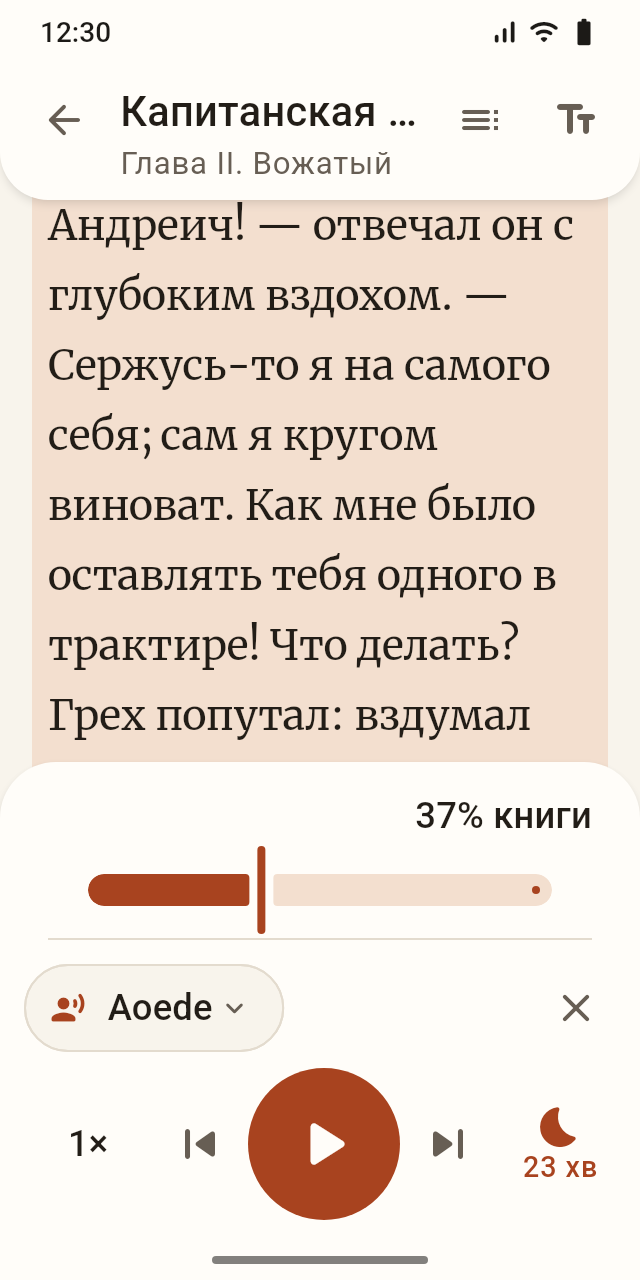 12:30
Капитанская ...
Глава II. Вожатый
Андреич! — отвечал он с
глубоким вздохом. —
Сержусь-то я на самого
себя; сам я кругом
виноват. Как мне было
оставлять тебя одного в
трактире! Что делать?
Грех попутал: вздумал
37% книги
Aoede
1×
23 хв